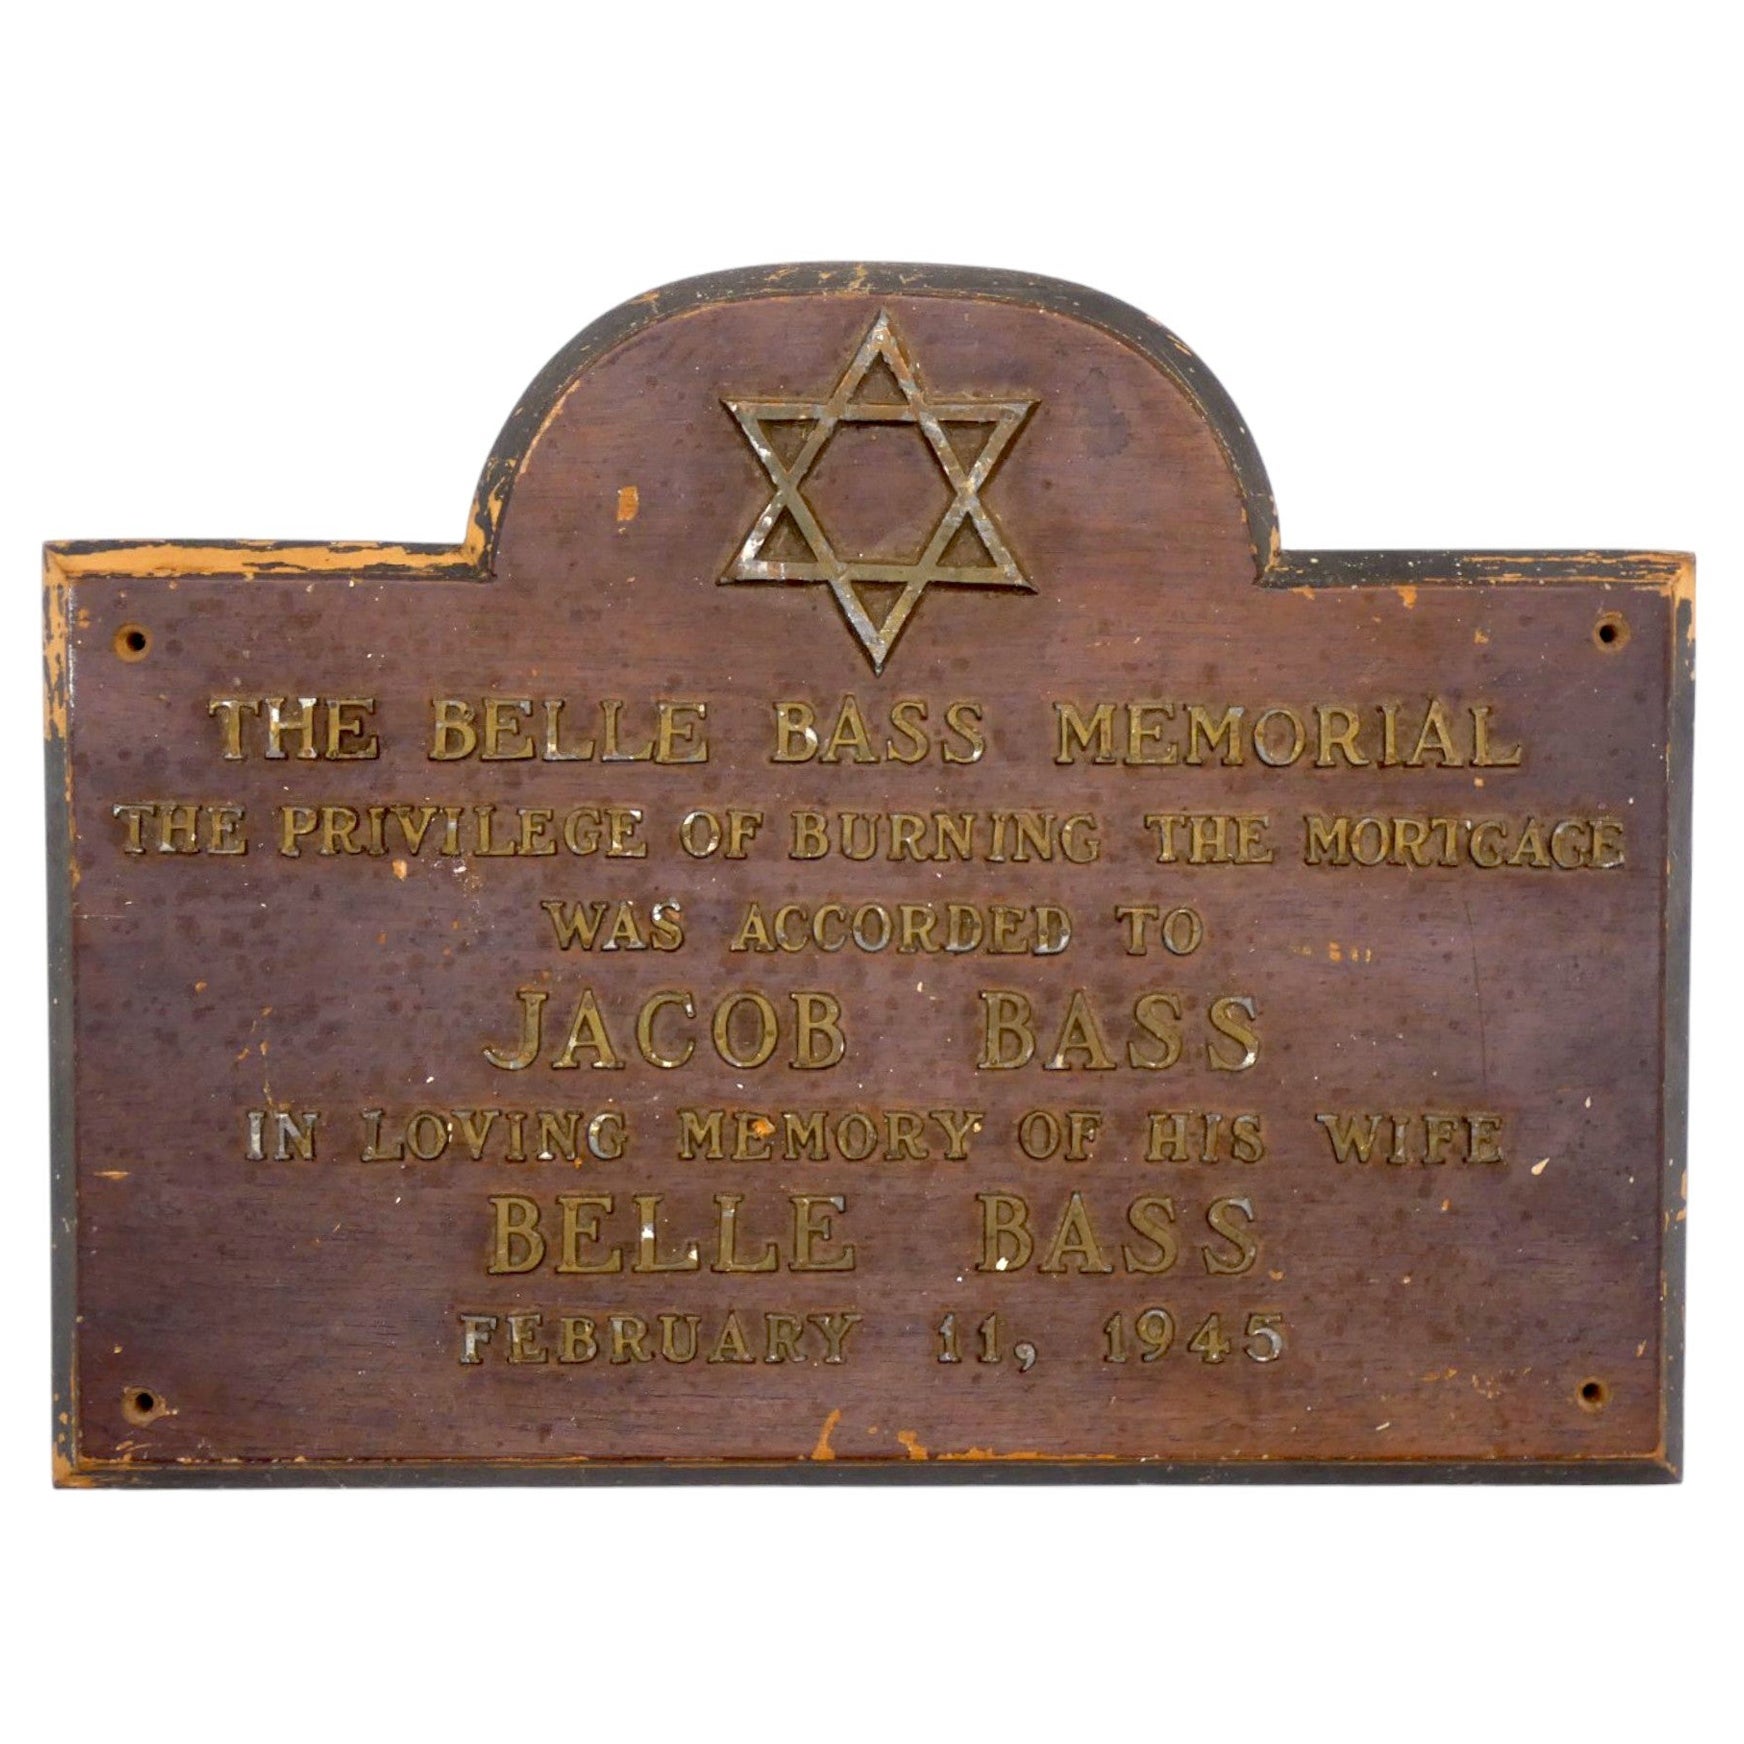 THE BELLE BASS MEMORIAL
THE PRIVILEGE OF BURNING THE MORTGAGE
WAS ACCORDED TO
JACOB BASS
IN LOVING MEMORY OF HIS WIFE
BELLE BASS
FEBRUARY 11, 1945